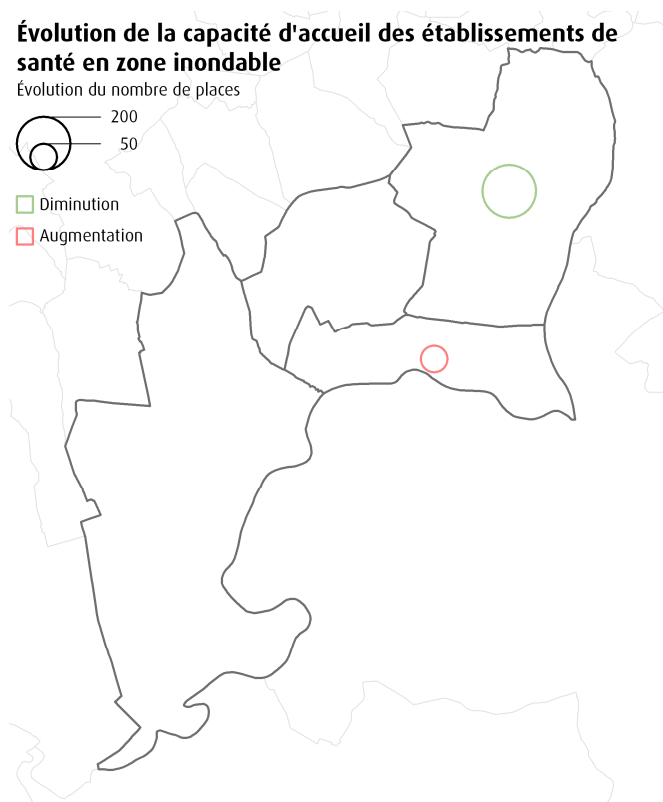 Évolution de la capacité d'accueil des établissements de
santé en zone inondable
Évolution du nombre de places
200
50
Diminution
Augmentation